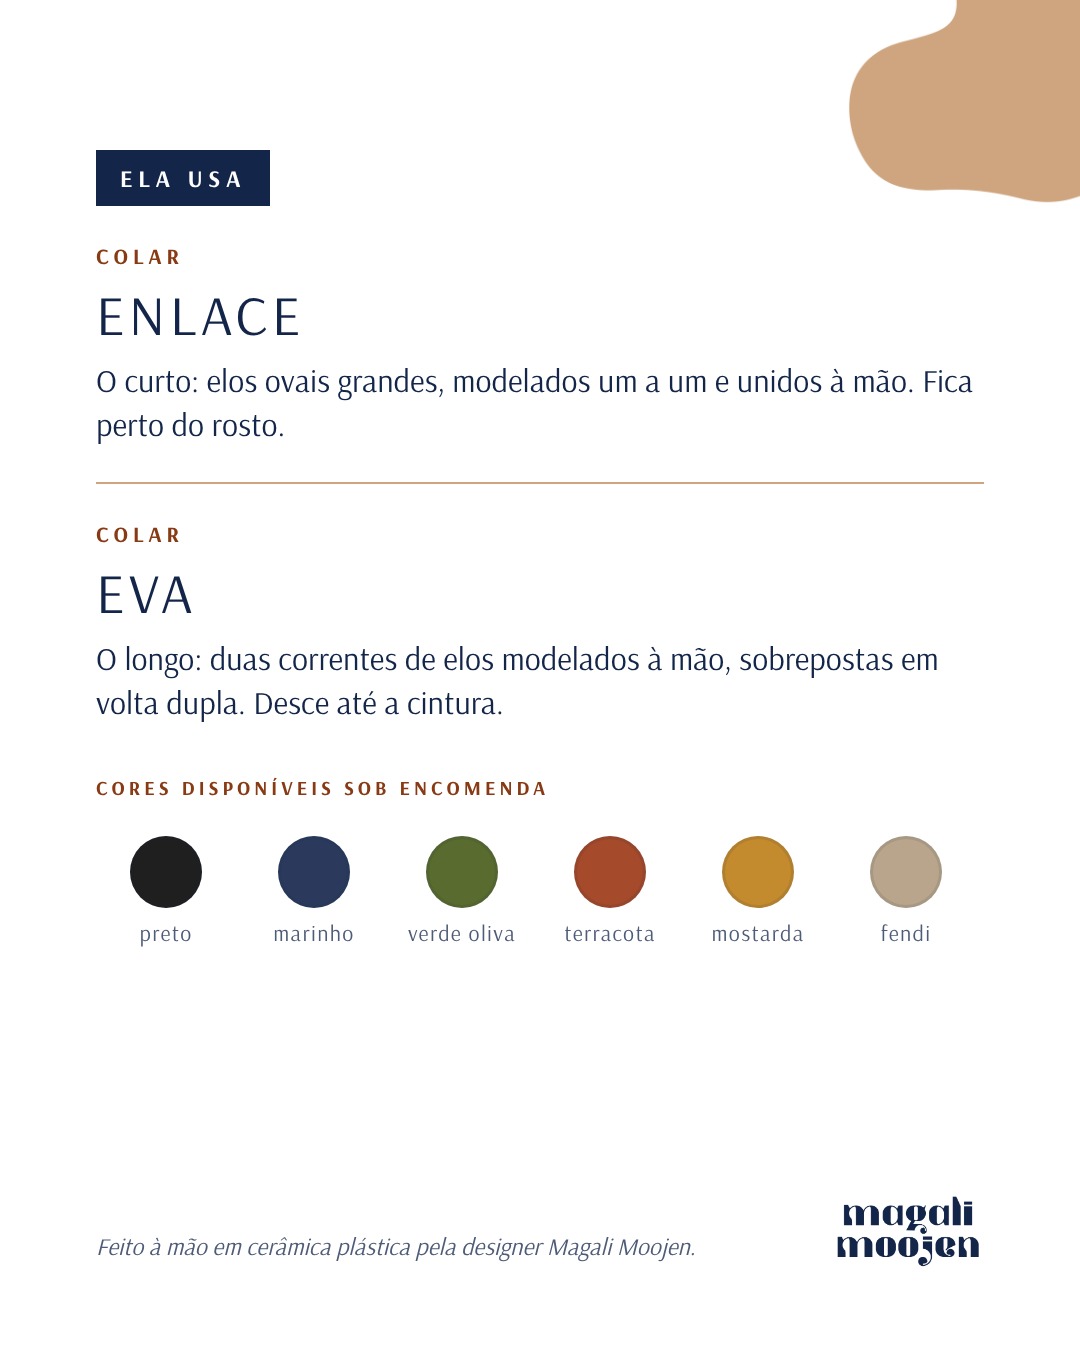 ELA USA
COLAR
ENLACE
O curto: elos ovais grandes, modelados um a um e unidos à mão. Fica
perto do rosto.
COLAR
EVA
O longo: duas correntes de elos modelados à mão, sobrepostas em
volta dupla. Desce até a cintura.
CORES DISPONÍVEIS SOB ENCOMENDA
preto marinho verde oliva terracota mostarda fendi
Feito à mão em cerâmica plástica pela designer Magali Moojen.
magali
moojen